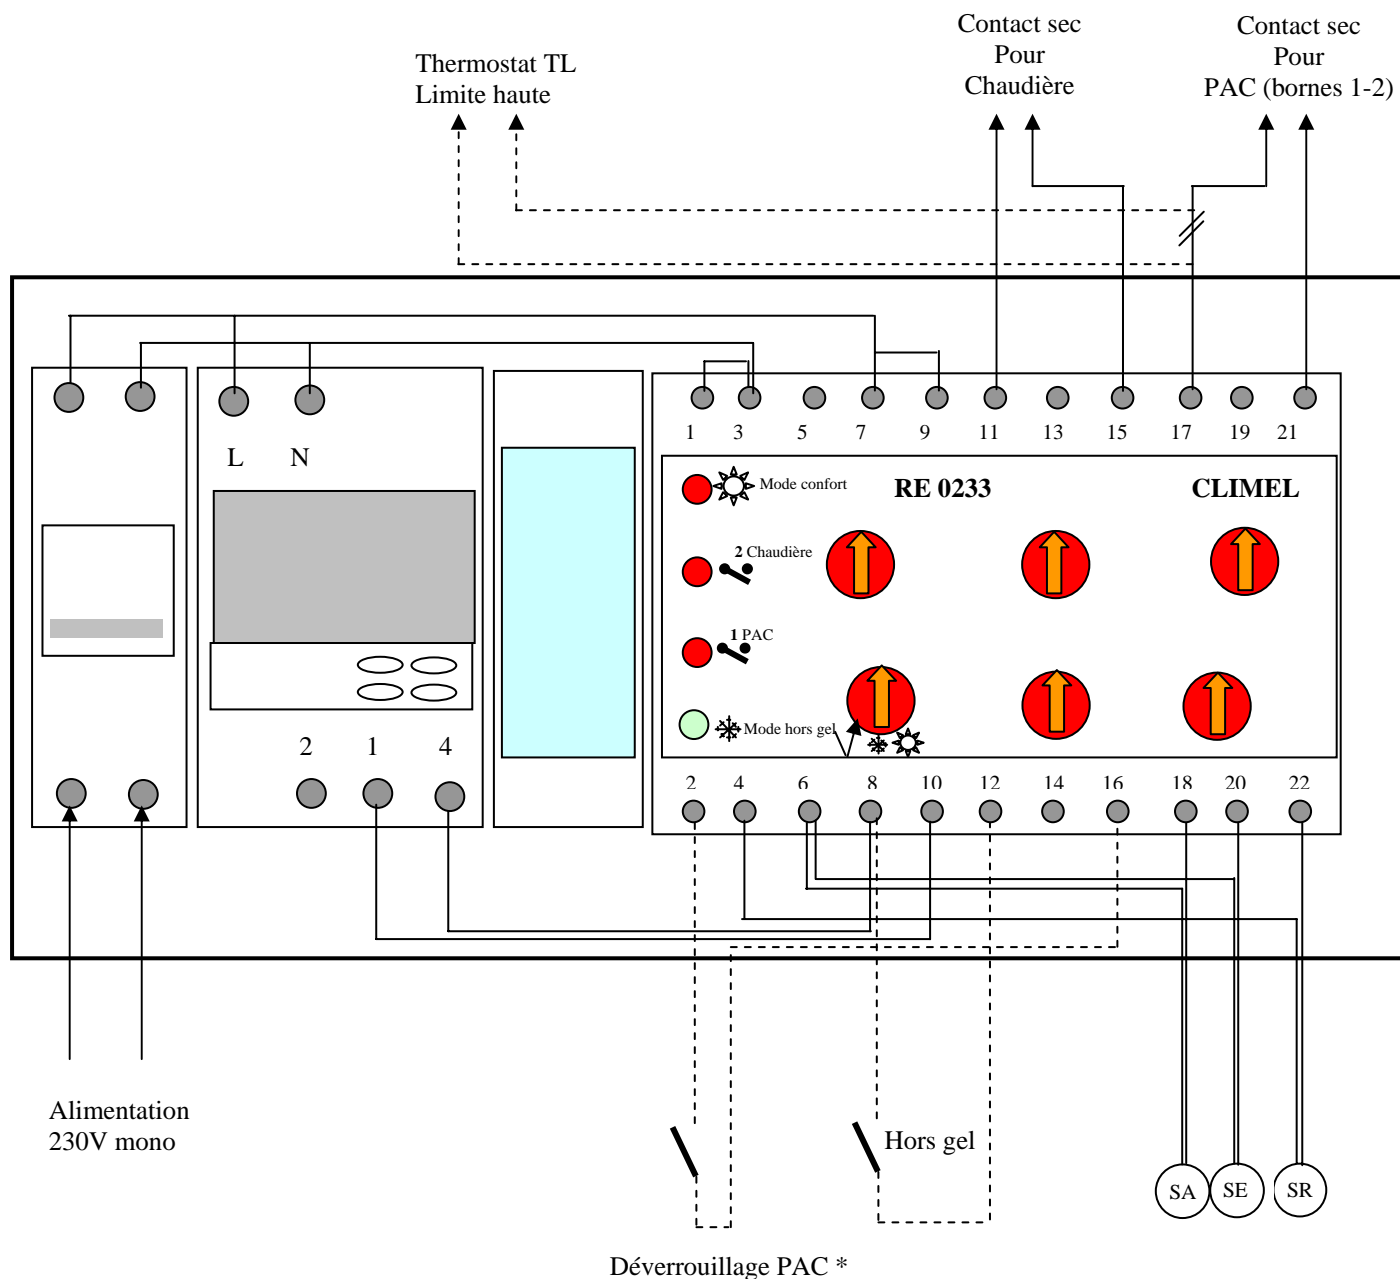 Contact sec
Pour
Chaudière
Contact sec
Pour
PAC (bornes 1-2)
Thermostat TL
Limite haute
1 3 5 7 9 11 13 15 17 19 21
L N
Mode confort
RE 0233
CLIMEL
2 Chaudière
1 PAC
Mode hors gel
2 1 4
2 4 6 8 10 12 14 16 18 20 22
Alimentation
230V mono
Hors gel
SA SE SR
Déverrouillage PAC *